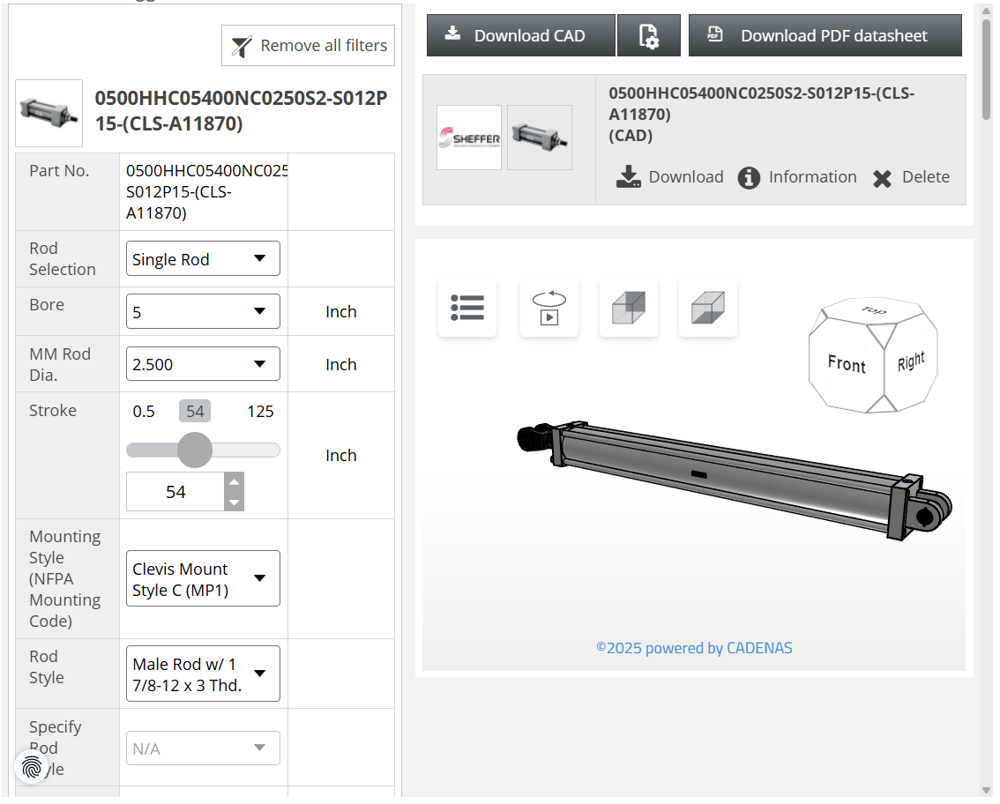 Remove all filters
0500HHC05400NC0250S2-S012P
15-(CLS-A11870)
Part No.
0500HHC05400NC025
S012P15-(CLS-
A11870)
Rod
Selection
Single Rod
Bore
5
Inch
MM Rod
Dia.
2.500
Inch
Stroke
0.5 54 125
54
Inch
Mounting
Style
(NFPA
Mounting
Code)
Clevis Mount
Style C (MP1)
Rod
Style
Male Rod w/ 1
7/8-12 x 3 Thd.
Specify
Rod
yle
N/A
Download CAD
PDF
Download PDF datasheet
SHEFFER
0500HHC05400NC0250S2-S012P15-(CLS-
A11870)
(CAD)
Download
Information
Delete
Top
Front
Right
©2025 powered by CADENAS